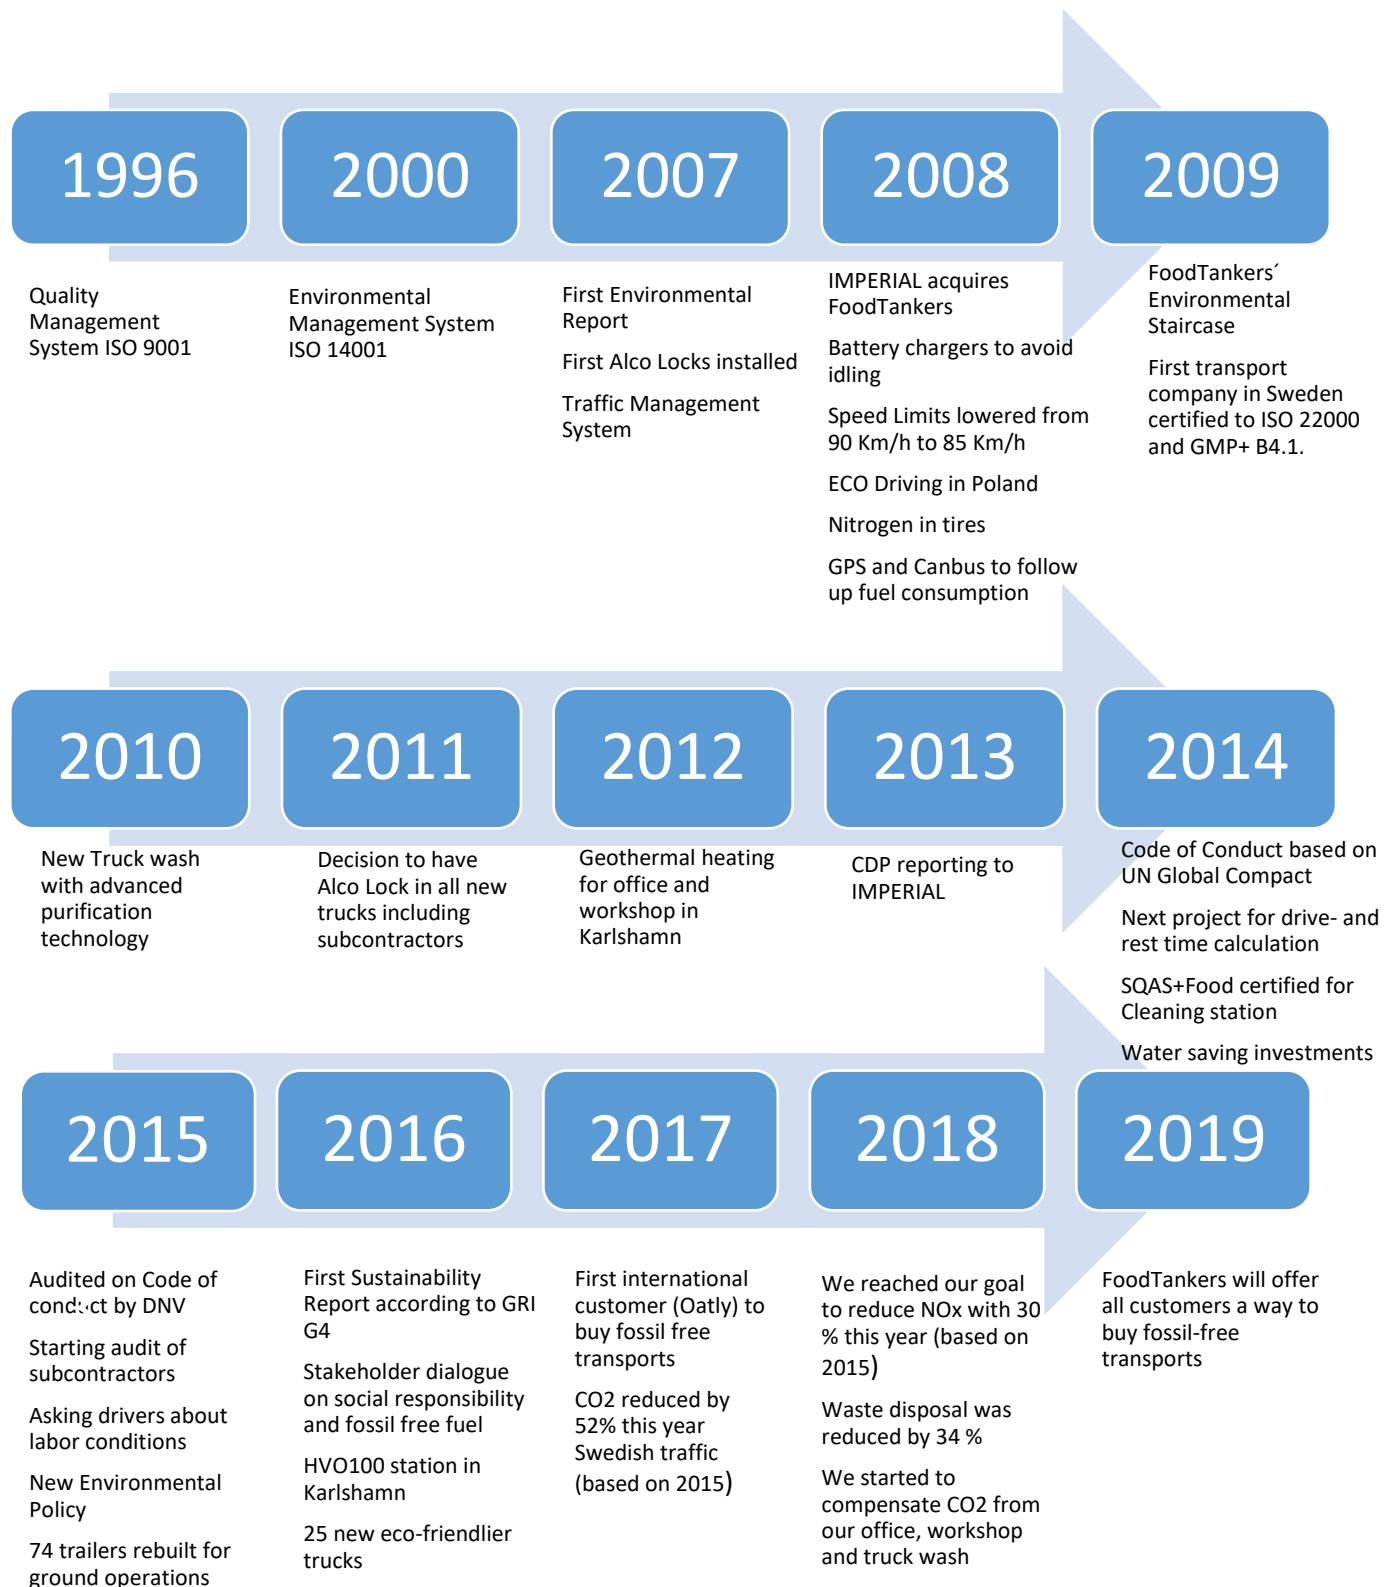 1996
2000
2007
2008
2009
Quality
Management
System ISO 9001
Environmental
Management System
ISO 14001
First Environmental
Report
First Alco Locks installed
Traffic Management
System
IMPERIAL acquires
FoodTankers
Battery chargers to avoid
idling
Speed Limits lowered from
90 Km/h to 85 Km/h
ECO Driving in Poland
Nitrogen in tires
GPS and Canbus to follow
up fuel consumption
FoodTankers´
Environmental
Staircase
First transport
company in Sweden
certified to ISO 22000
and GMP+ B4.1.
2010
2011
2012
2013
2014
New Truck wash
with advanced
purification
technology
Decision to have
Alco Lock in all new
trucks including
subcontractors
Geothermal heating
for office and
workshop in
Karlshamn
CDP reporting to
IMPERIAL
Code of Conduct based on
UN Global Compact
Next project for drive- and
rest time calculation
SQAS+Food certified for
Cleaning station
Water saving investments
2015
2016
2017
2018
2019
Audited on Code of
conduct by DNV
Starting audit of
subcontractors
Asking drivers about
labor conditions
New Environmental
Policy
74 trailers rebuilt for
ground operations
First Sustainability
Report according to GRI
G4
Stakeholder dialogue
on social responsibility
and fossil free fuel
HVO100 station in
Karlshamn
25 new eco-friendlier
trucks
First international
customer (Oatly) to
buy fossil free
transports
CO2 reduced by
52% this year
Swedish traffic
(based on 2015)
We reached our goal
to reduce NOx with 30
% this year (based on
2015)
Waste disposal was
reduced by 34 %
We started to
compensate CO2 from
our office, workshop
and truck wash
FoodTankers will offer
all customers a way to
buy fossil-free
transports